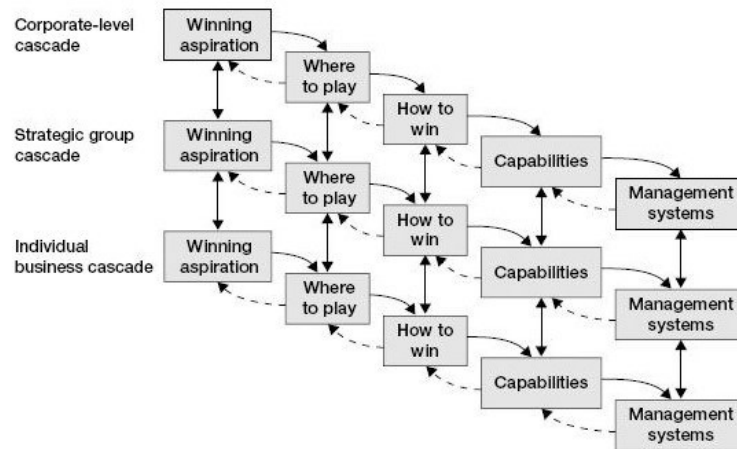 Corporate-level
cascade
Winning
aspiration
Where
to play
How to
win
Capabilities
Management
systems
Strategic group
cascade
Winning
aspiration
Where
to play
How to
win
Capabilities
Management
systems
Individual
business cascade
Winning
aspiration
Where
to play
How to
win
Capabilities
Management
systems